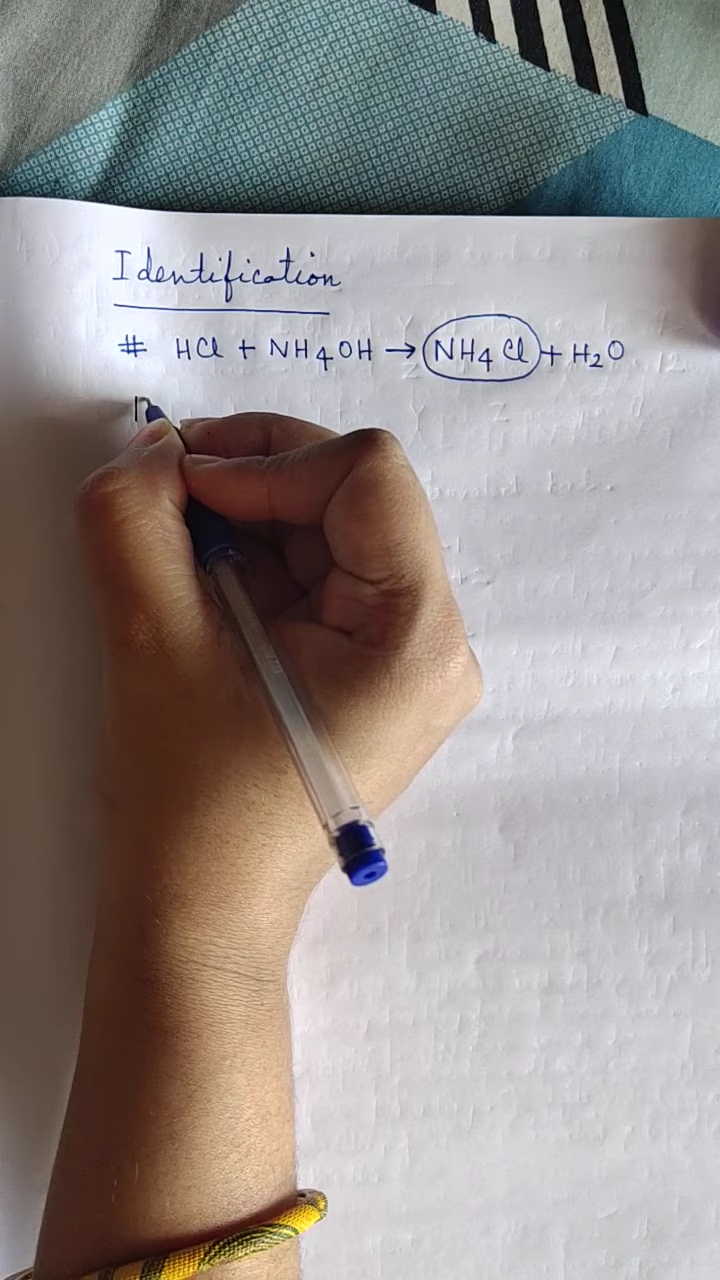 Identification
# HCl + NH4OH → NH4Cl + H2O